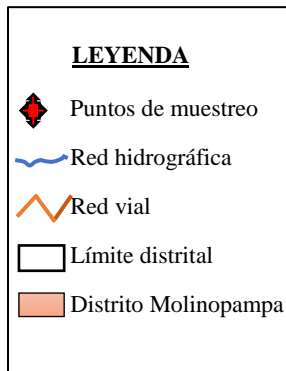 LEYENDA
Puntos de muestreo
Red hidrográfica
Red vial
Límite distrital
Distrito Molinopampa